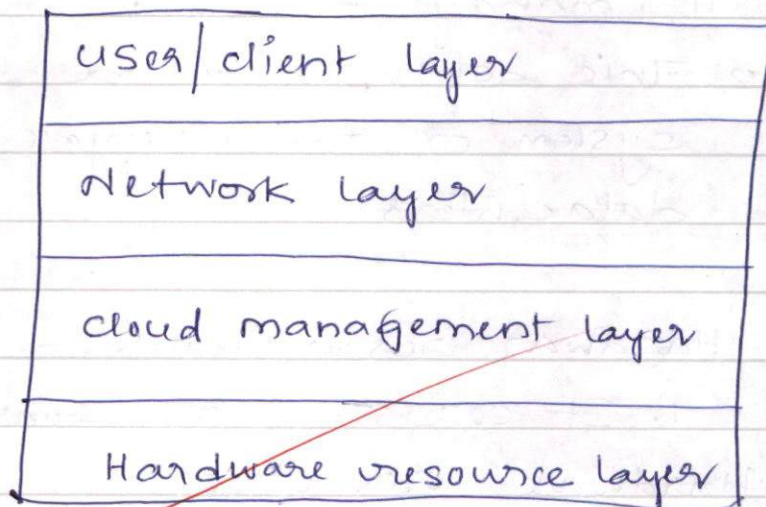 user/client layer
Network layer
cloud management layer
Hardware resource layer